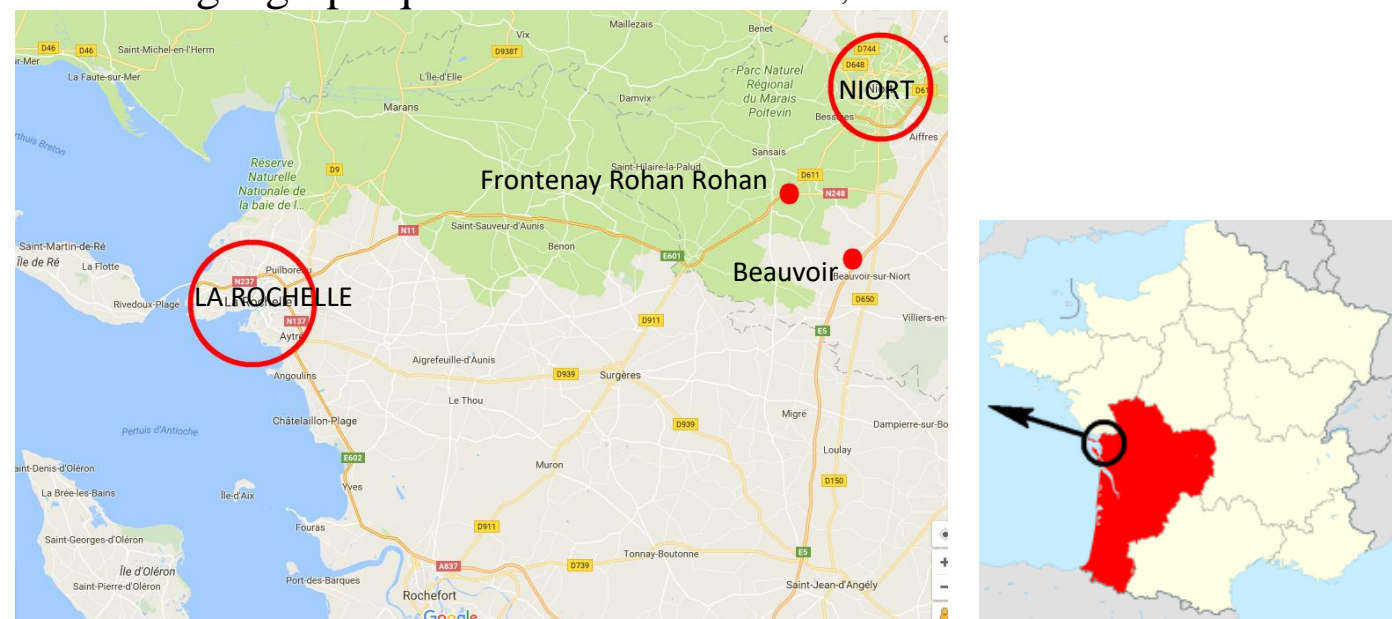 Maillezais
Vix
Benet
D46
D46
Saint-Michel-en-l'Herm
D938T
D744
D648
La Faute-sur-Mer
L'Île-d'Elle
Parc Naturel
Régional
du Marais
Poitevin
NIORT
Damvix
Marans
Bessines
Aiffres
Sansais
Réserve
Naturelle
Nationale de
la baie de l...
D9
Saint-Hilaire-la-Palud
D611
Frontenay Rohan Rohan
N248
N11
Saint-Sauveur-d'Aunis
Saint-Martin-de-Ré
Île de Ré
La Flotte
Benon
E601
Puilboreau
Beauvoir
Beauvoir-sur-Niort
N237
Rivedoux-Plage
LA ROCHELLE
La Rochelle
D650
N137
D911
Villiers-en-
E5
Aytré
Aigrefeuille-d'Aunis
Angoulins
D939
Surgères
Le Thou
Châtelaillon-Plage
Migré
D939
Dampierre-sur-Bo
Pertuis d'Antioche
Loulay
E602
Muron
aint-Denis-d'Oléron
D150
Yves
La Brée-les-Bains
Île-d'Aix
Fouras
D911
Saint-Georges-d'Oléron
Tonnay-Boutonne
E5
Île d'Oléron
A837
D739
Saint-Pierre-d'Oléron
Port-des-Barques
Saint-Jean-d'Angély
Rochefort
Google